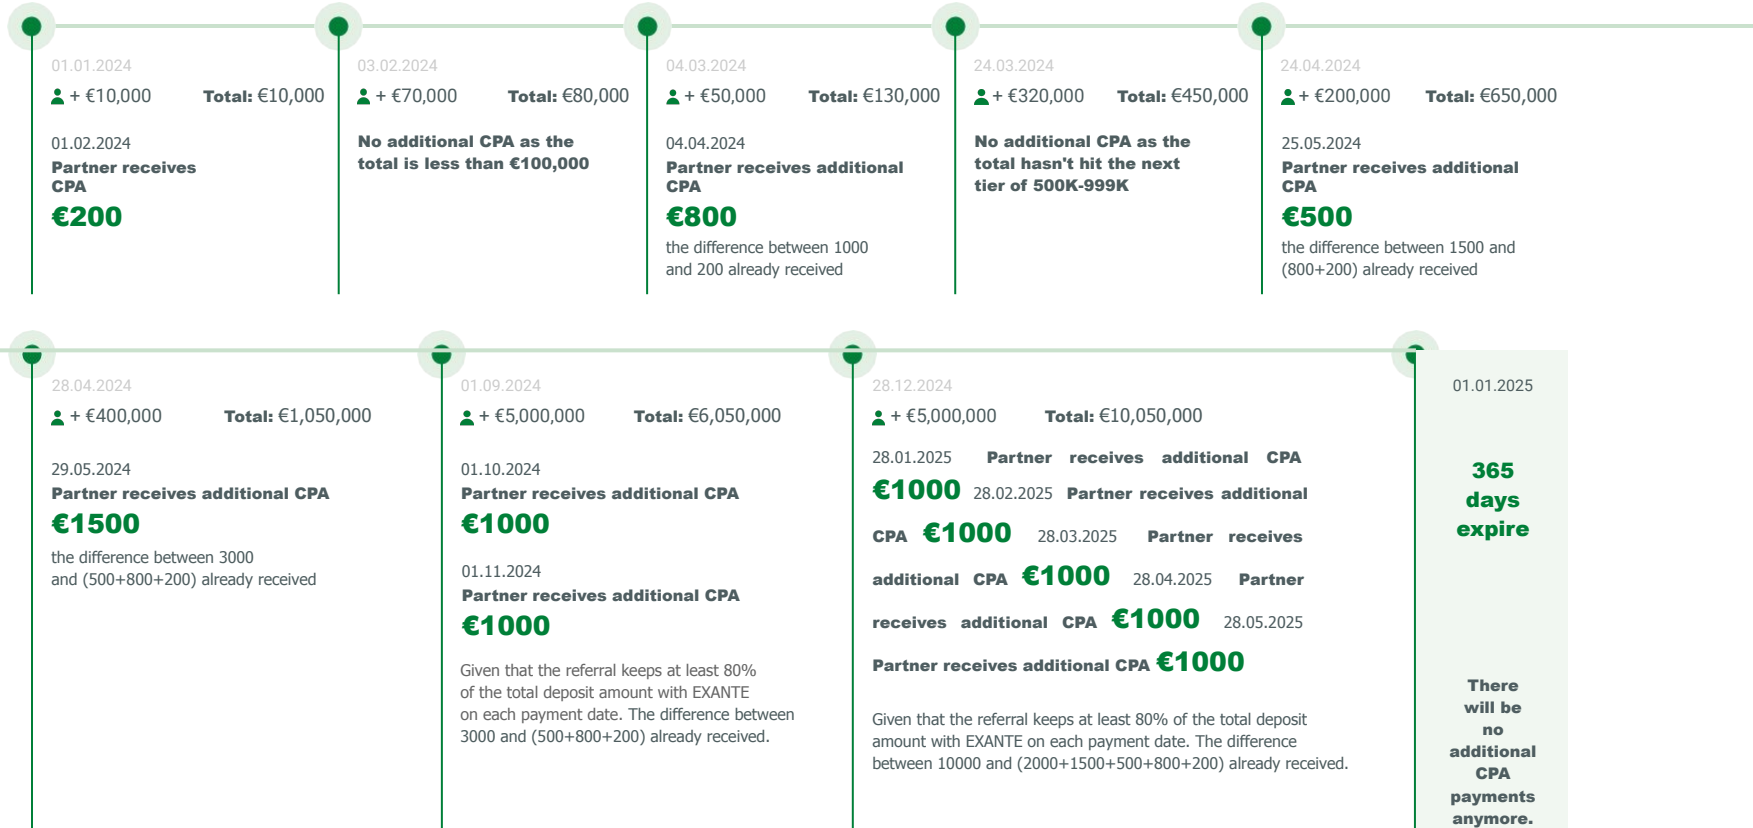 01.01.2024
+ €10,000 Total: €10,000
01.02.2024
Partner receives
CPA
€200
03.02.2024
+ €70,000 Total: €80,000
No additional CPA as the
total is less than €100,000
04.03.2024
+ €50,000 Total: €130,000
04.04.2024
Partner receives additional
CPA
€800
the difference between 1000
and 200 already received
24.03.2024
+ €320,000 Total: €450,000
No additional CPA as the
total hasn't hit the next
tier of 500K-999K
24.04.2024
+ €200,000 Total: €650,000
25.05.2024
Partner receives additional
CPA
€500
the difference between 1500 and
(800+200) already received
28.04.2024
+ €400,000 Total: €1,050,000
29.05.2024
Partner receives additional CPA
€1500
the difference between 3000
and (500+800+200) already received
01.09.2024
+ €5,000,000 Total: €6,050,000
01.10.2024
Partner receives additional CPA
€1000
01.11.2024
Partner receives additional CPA
€1000
Given that the referral keeps at least 80%
of the total deposit amount with EXANTE
on each payment date. The difference between
3000 and (500+800+200) already received.
28.12.2024
+ €5,000,000 Total: €10,050,000
28.01.2025 Partner receives additional CPA
€1000 28.02.2025 Partner receives additional
CPA €1000 28.03.2025 Partner receives
additional CPA €1000 28.04.2025 Partner
receives additional CPA €1000 28.05.2025
Partner receives additional CPA €1000
Given that the referral keeps at least 80% of the total deposit
amount with EXANTE on each payment date. The difference
between 10000 and (2000+1500+500+800+200) already received.
01.01.2025
365
days
expire
There
will be
no
additional
CPA
payments
anymore.